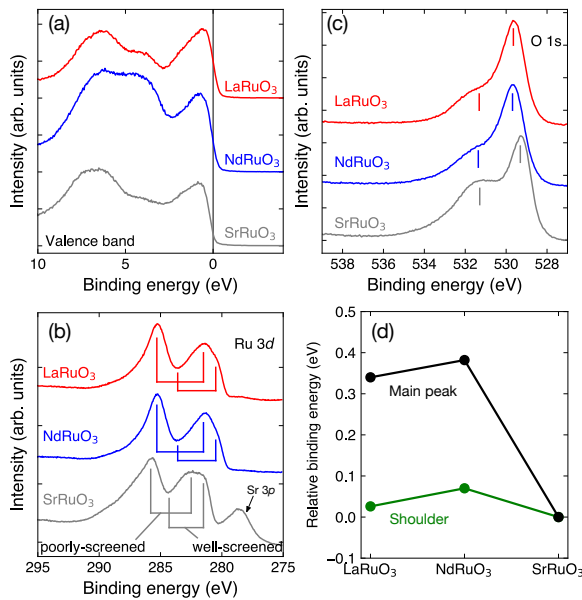 (a)
LaRuO3
NdRuO3
SrRuO3
Valence band
Intensity (arb. units)
10 5 0
Binding energy (eV)
(c)
O 1s
LaRuO3
NdRuO3
SrRuO3
Intensity (arb. units)
538 536 534 532 530 528
Binding energy (eV)
(b)
Ru 3d
LaRuO3
NdRuO3
SrRuO3
Sr 3p
poorly-screened well-screened
Intensity (arb. units)
295 290 285 280 275
Binding energy (eV)
(d)
0.5
0.4
0.3
0.2
0.1
0.0
−0.1
Main peak
Shoulder
Relative binding energy (eV)
LaRuO3 NdRuO3 SrRuO3